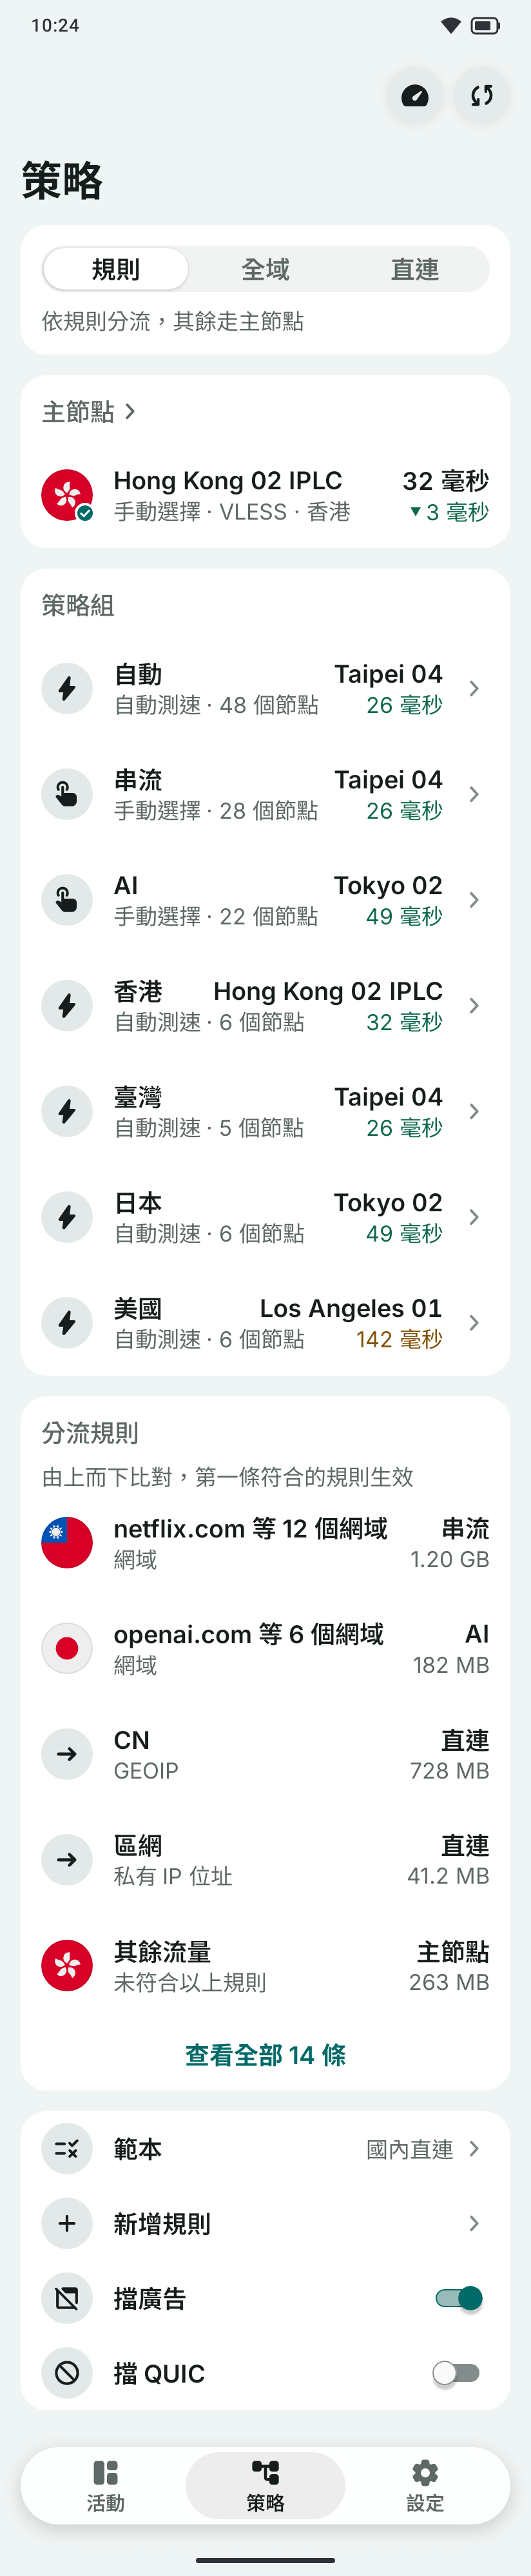 10:24
策略
規則 全域 直連
依規則分流，其餘走主節點
主節點
Hong Kong 02 IPLC 32 毫秒
手動選擇 · VLESS · 香港 ▼3 毫秒
策略組
自動 Taipei 04
自動測速 · 48 個節點 26 毫秒
串流 Taipei 04
手動選擇 · 28 個節點 26 毫秒
AI Tokyo 02
手動選擇 · 22 個節點 49 毫秒
香港 Hong Kong 02 IPLC
自動測速 · 6 個節點 32 毫秒
臺灣 Taipei 04
自動測速 · 5 個節點 26 毫秒
日本 Tokyo 02
自動測速 · 6 個節點 49 毫秒
美國 Los Angeles 01
自動測速 · 6 個節點 142 毫秒
分流規則
由上而下比對，第一條符合的規則生效
netflix.com 等 12 個網域 串流
網域 1.20 GB
openai.com 等 6 個網域 AI
網域 182 MB
CN 直連
GEOIP 728 MB
區網 直連
私有 IP 位址 41.2 MB
其餘流量 主節點
未符合以上規則 263 MB
查看全部 14 條
範本 國內直連
新增規則
擋廣告
擋 QUIC
活動 策略 設定